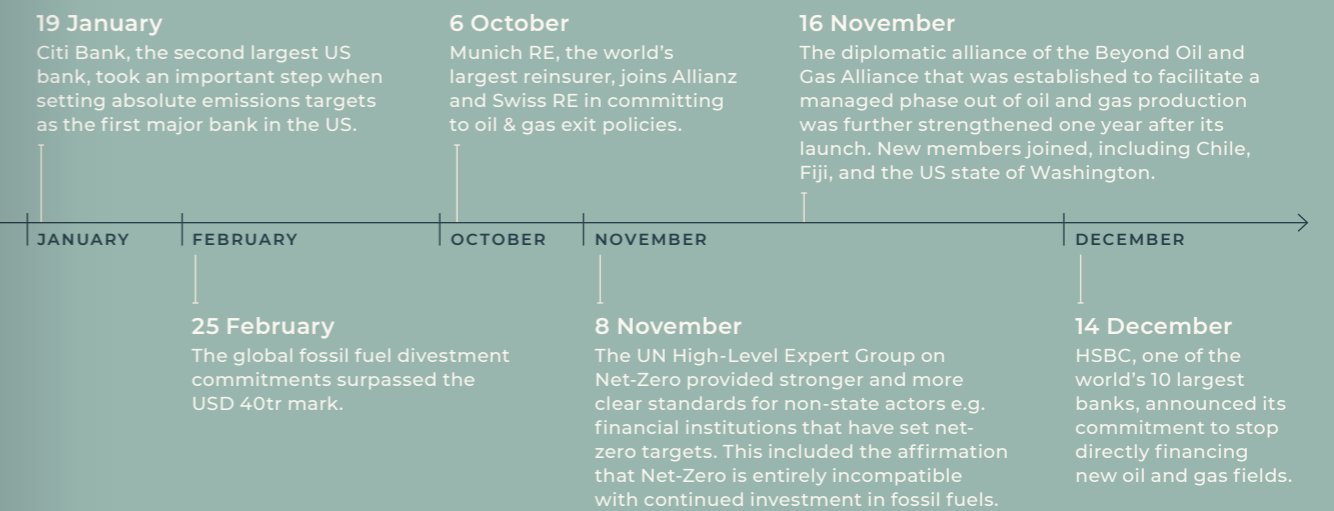 19 January
Citi Bank, the second largest US
bank, took an important step when
setting absolute emissions targets
as the first major bank in the US.
6 October
Munich RE, the world's
largest reinsurer, joins Allianz
and Swiss RE in committing
to oil & gas exit policies.
16 November
The diplomatic alliance of the Beyond Oil and
Gas Alliance that was established to facilitate a
managed phase out of oil and gas production
was further strengthened one year after its
launch. New members joined, including Chile,
Fiji, and the US state of Washington.
JANUARY
FEBRUARY
OCTOBER
NOVEMBER
DECEMBER
25 February
The global fossil fuel divestment
commitments surpassed the
USD 40tr mark.
8 November
The UN High-Level Expert Group on
Net-Zero provided stronger and more
clear standards for non-state actors e.g.
financial institutions that have set net-
zero targets. This included the affirmation
that Net-Zero is entirely incompatible
with continued investment in fossil fuels.
14 December
HSBC, one of the
world's 10 largest
banks, announced its
commitment to stop
directly financing
new oil and gas fields.